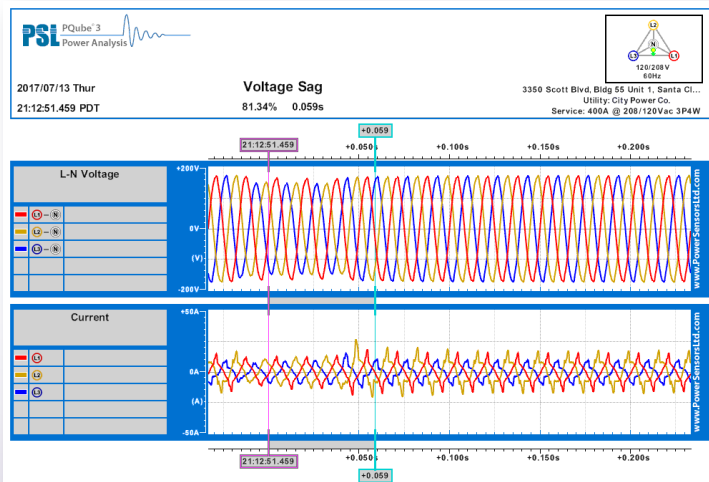 PSL PQube® 3
Power Analysis
L2
N
L3 L1
120/208V
60Hz
2017/07/13 Thur
Voltage Sag
3350 Scott Blvd, Bldg 55 Unit 1, Santa Cl...
Utility: City Power Co.
21:12:51.459 PDT
81.34% 0.059s
Service: 400A @ 208/120Vac 3P4W
+0.059
21:12:51.459
+0.050s +0.100s +0.150s +0.200s
L-N Voltage
+200V
L1 - N
L2 - N
0V
L3 - N
(V)
-200V
www.PowerSensorsLtd.com
Current
+50A
L1
L2
0A
L3
(A)
-50A
www.PowerSensorsLtd.com
21:12:51.459
+0.050s +0.100s +0.150s +0.200s
+0.059